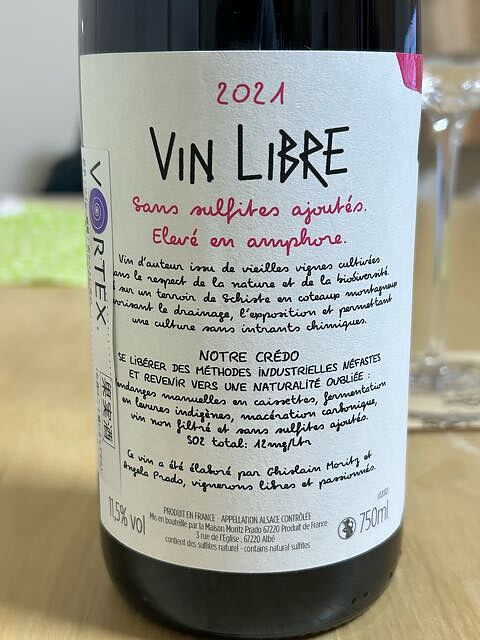 2021
VIN LIBRE
Sans sulfites ajoutés.
Elevé en amphore.
Vin d'auteur issu de vieilles vignes cultivées
dans le respect de la nature et de la biodiversité
sur un terroir de Schiste en coteaux montagneux
favorisant le drainage, l'exposition et permettant
une culture sans intrants chimiques.
NOTRE CRÉDO
SE LIBÉRER DES MÉTHODES INDUSTRIELLES NÉFASTES
ET REVENIR VERS UNE NATURALITÉ OUBLIÉE :
vendanges manuelles en caissettes, fermentation
en levures indigènes, macération carbonique,
vin non filtré et sans sulfites ajoutés.
SO2 total: 12mg/Ltr
Ce vin a été élaboré par Ghislain Moritz et
Angela Prado, vignerons libres et passionnés.
PRODUIT EN FRANCE - APPELLATION ALSACE CONTRÔLÉE
Mis en bouteille par la Maison Moritz Prado 67220 Produit de France
3 rue de l'Eglise, 67220 Albé
contient des sulfites naturel - contains natural sulfites
11,5% vol
750ml
VORTEX
果実酒